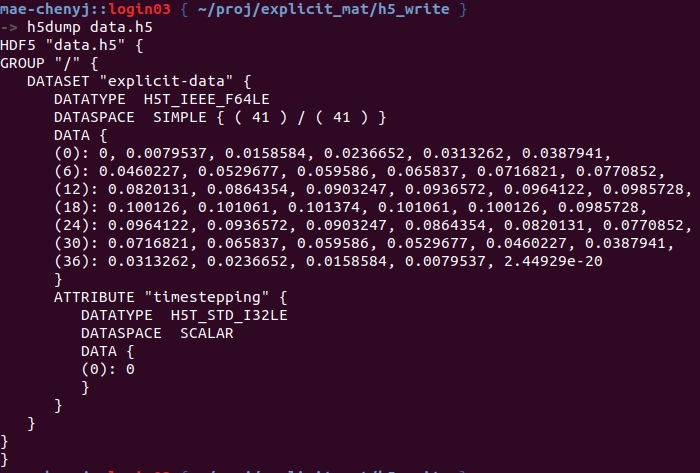 mae-chenyj::login03 { ~/proj/explicit_mat/h5_write }
-> h5dump data.h5
HDF5 "data.h5" {
GROUP "/" {
   DATASET "explicit-data" {
      DATATYPE  H5T_IEEE_F64LE
      DATASPACE  SIMPLE { ( 41 ) / ( 41 ) }
      DATA {
      (0): 0, 0.0079537, 0.0158584, 0.0236652, 0.0313262, 0.0387941,
      (6): 0.0460227, 0.0529677, 0.059586, 0.065837, 0.0716821, 0.0770852,
      (12): 0.0820131, 0.0864354, 0.0903247, 0.0936572, 0.0964122, 0.0985728,
      (18): 0.100126, 0.101061, 0.101374, 0.101061, 0.100126, 0.0985728,
      (24): 0.0964122, 0.0936572, 0.0903247, 0.0864354, 0.0820131, 0.0770852,
      (30): 0.0716821, 0.065837, 0.059586, 0.0529677, 0.0460227, 0.0387941,
      (36): 0.0313262, 0.0236652, 0.0158584, 0.0079537, 2.44929e-20
      }
      ATTRIBUTE "timestepping" {
         DATATYPE  H5T_STD_I32LE
         DATASPACE  SCALAR
         DATA {
         (0): 0
         }
      }
   }
}
}